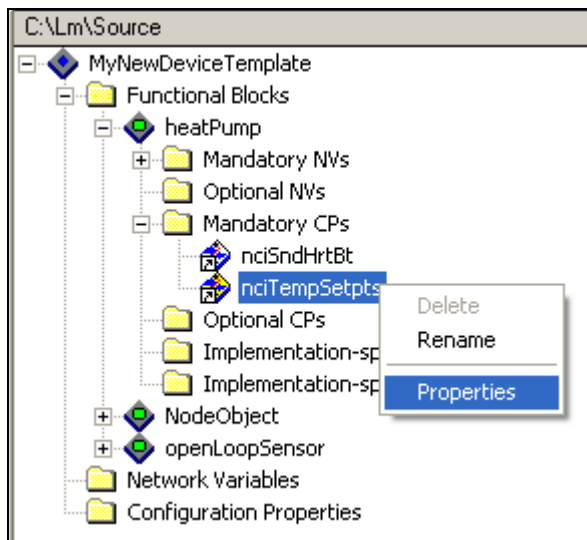 C:\Lm\Source
MyNewDeviceTemplate
Functional Blocks
heatPump
Mandatory NVs
Optional NVs
Mandatory CPs
nciSndHrtBt
nciTempSetpts
Optional CPs
Implementation-sp
Implementation-sp
NodeObject
openLoopSensor
Network Variables
Configuration Properties
Delete
Rename
Properties